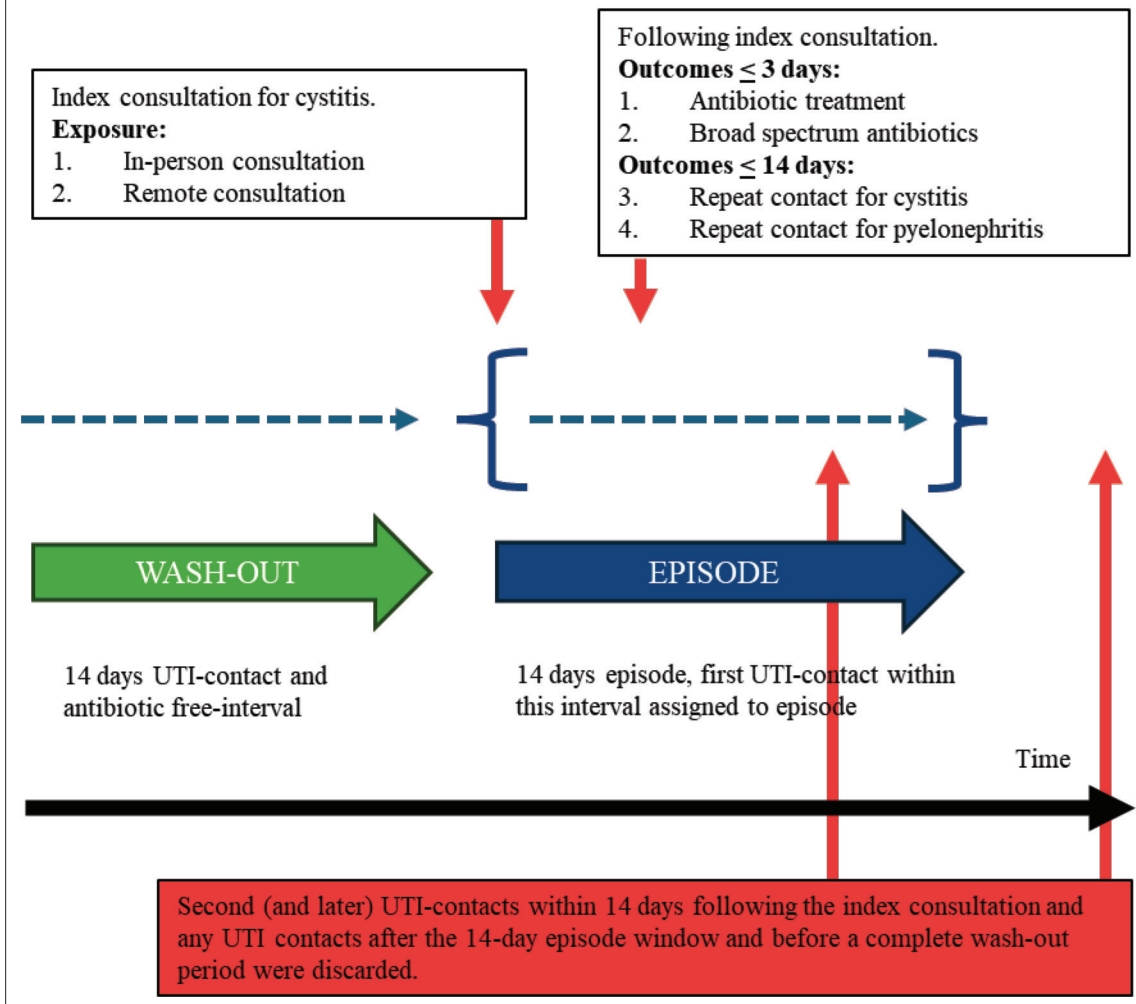 Index consultation for cystitis.
Exposure:
1. In-person consultation
2. Remote consultation
Following index consultation.
Outcomes ≤ 3 days:
1. Antibiotic treatment
2. Broad spectrum antibiotics
Outcomes ≤ 14 days:
3. Repeat contact for cystitis
4. Repeat contact for pyelonephritis
WASH-OUT
EPISODE
14 days UTI-contact and
antibiotic free-interval
14 days episode, first UTI-contact within
this interval assigned to episode
Time
Second (and later) UTI-contacts within 14 days following the index consultation and
any UTI contacts after the 14-day episode window and before a complete wash-out
period were discarded.